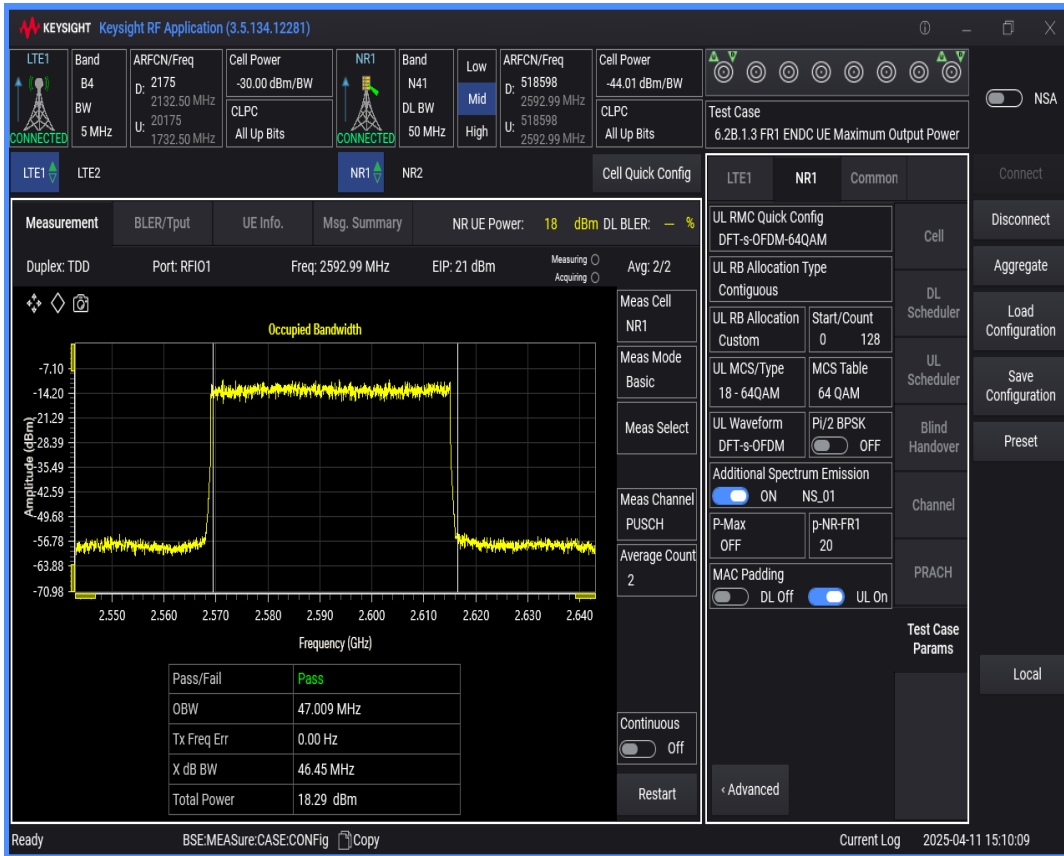 KEYSIGHT Keysight RF Application (3.5.134.12281)
LTE1 Band ARFCN/Freq Cell Power NR1 Band Low ARFCN/Freq Cell Power
B4 D: 2175 -30.00 dBm/BW N41 D: 518598 -44.01 dBm/BW
2132.50 MHz Mid 2592.99 MHz
BW U: 20175 CLPC DL BW U: 518598 CLPC Test Case
CONNECTED 5 MHz 1732.50 MHz All Up Bits CONNECTED 50 MHz High 2592.99 MHz All Up Bits 6.2B.1.3 FR1 ENDC UE Maximum Output Power
NSA
LTE1 LTE2 NR1 NR2 Cell Quick Config
LTE1 NR1 Common
Connect
Measurement BLER/Tput UE Info. Msg. Summary NR UE Power: 18 dBm DL BLER: — %
Duplex: TDD Port: RFIO1 Freq: 2592.99 MHz EIP: 21 dBm Measuring Avg: 2/2
Acquiring
Occupied Bandwidth
-7.10
-14.20
-21.29
-28.39
-35.49
-42.59
-49.68
-56.78
-63.88
-70.98
Amplitude (dBm)
2.550 2.560 2.570 2.580 2.590 2.600 2.610 2.620 2.630 2.640
Frequency (GHz)
Pass/Fail Pass
OBW 47.009 MHz
Tx Freq Err 0.00 Hz
X dB BW 46.45 MHz
Total Power 18.29 dBm
Meas Cell
NR1
Meas Mode
Basic
Meas Select
Meas Channel
PUSCH
Average Count
2
Continuous
Off
Restart
UL RMC Quick Config
DFT-s-OFDM-64QAM
UL RB Allocation Type
Contiguous
UL RB Allocation Start/Count
Custom 0 128
UL MCS/Type MCS Table
18 - 64QAM 64 QAM
UL Waveform Pi/2 BPSK
DFT-s-OFDM OFF
Additional Spectrum Emission
ON NS_01
P-Max p-NR-FR1
OFF 20
MAC Padding
DL Off UL On
‹ Advanced
Cell
DL
Scheduler
UL
Scheduler
Blind
Handover
Channel
PRACH
Test Case
Params
Disconnect
Aggregate
Load
Configuration
Save
Configuration
Preset
Local
Ready BSE:MEASure:CASE:CONFig Copy Current Log 2025-04-11 15:10:09